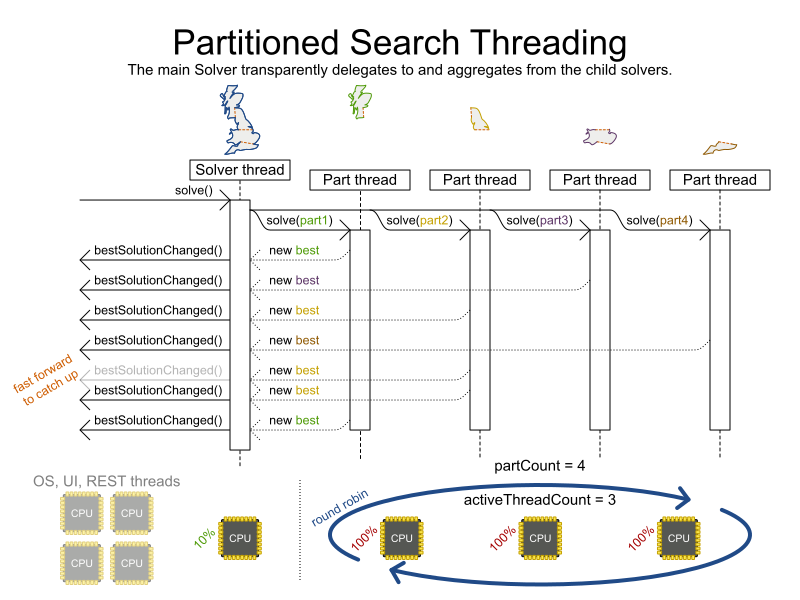 Partitioned Search Threading
The main Solver transparently delegates to and aggregates from the child solvers.
Solver thread
Part thread
Part thread
Part thread
Part thread
solve()
solve(part1)
solve(part2)
solve(part3)
solve(part4)
bestSolutionChanged()
new best
bestSolutionChanged()
new best
bestSolutionChanged()
new best
bestSolutionChanged()
new best
fast forward
to catch up
bestSolutionChanged()
new best
bestSolutionChanged()
new best
bestSolutionChanged()
new best
partCount = 4
OS, UI, REST threads
round robin
activeThreadCount = 3
CPU
CPU
10%
CPU
100%
CPU
100%
CPU
100%
CPU
CPU
CPU